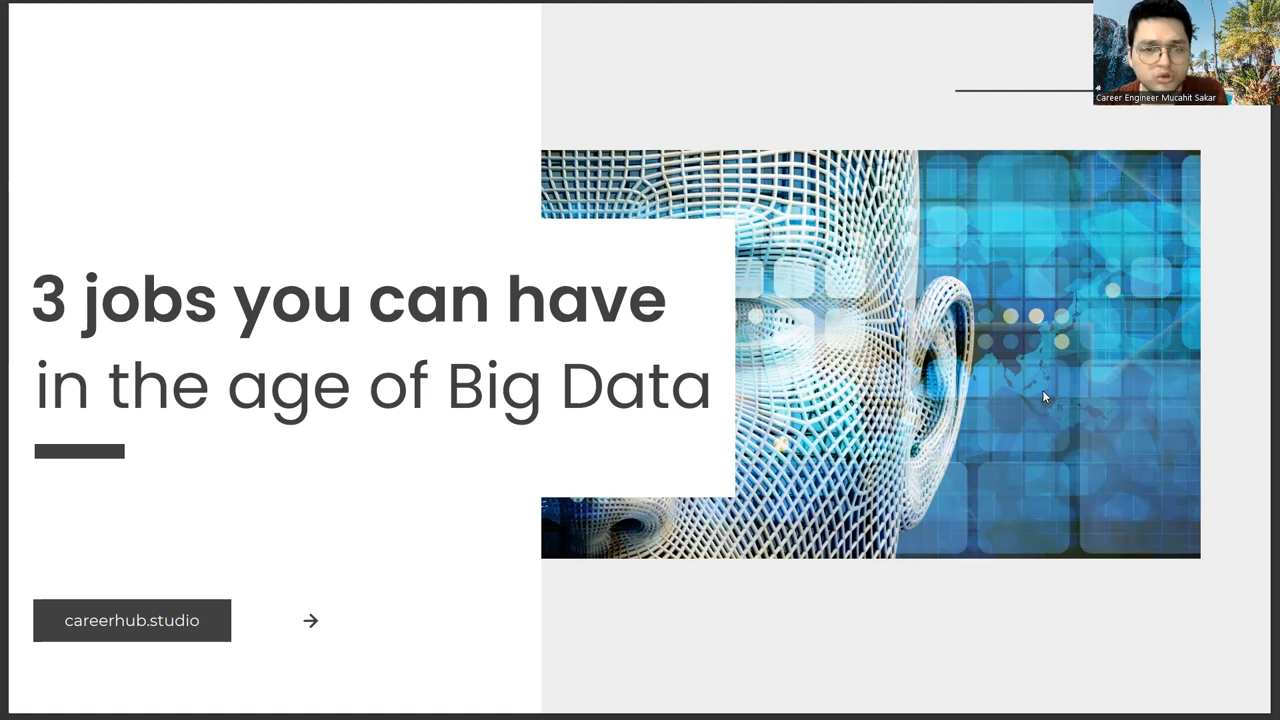 Career Engineer Mucahit Sakar
3 jobs you can have
in the age of Big Data
careerhub.studio